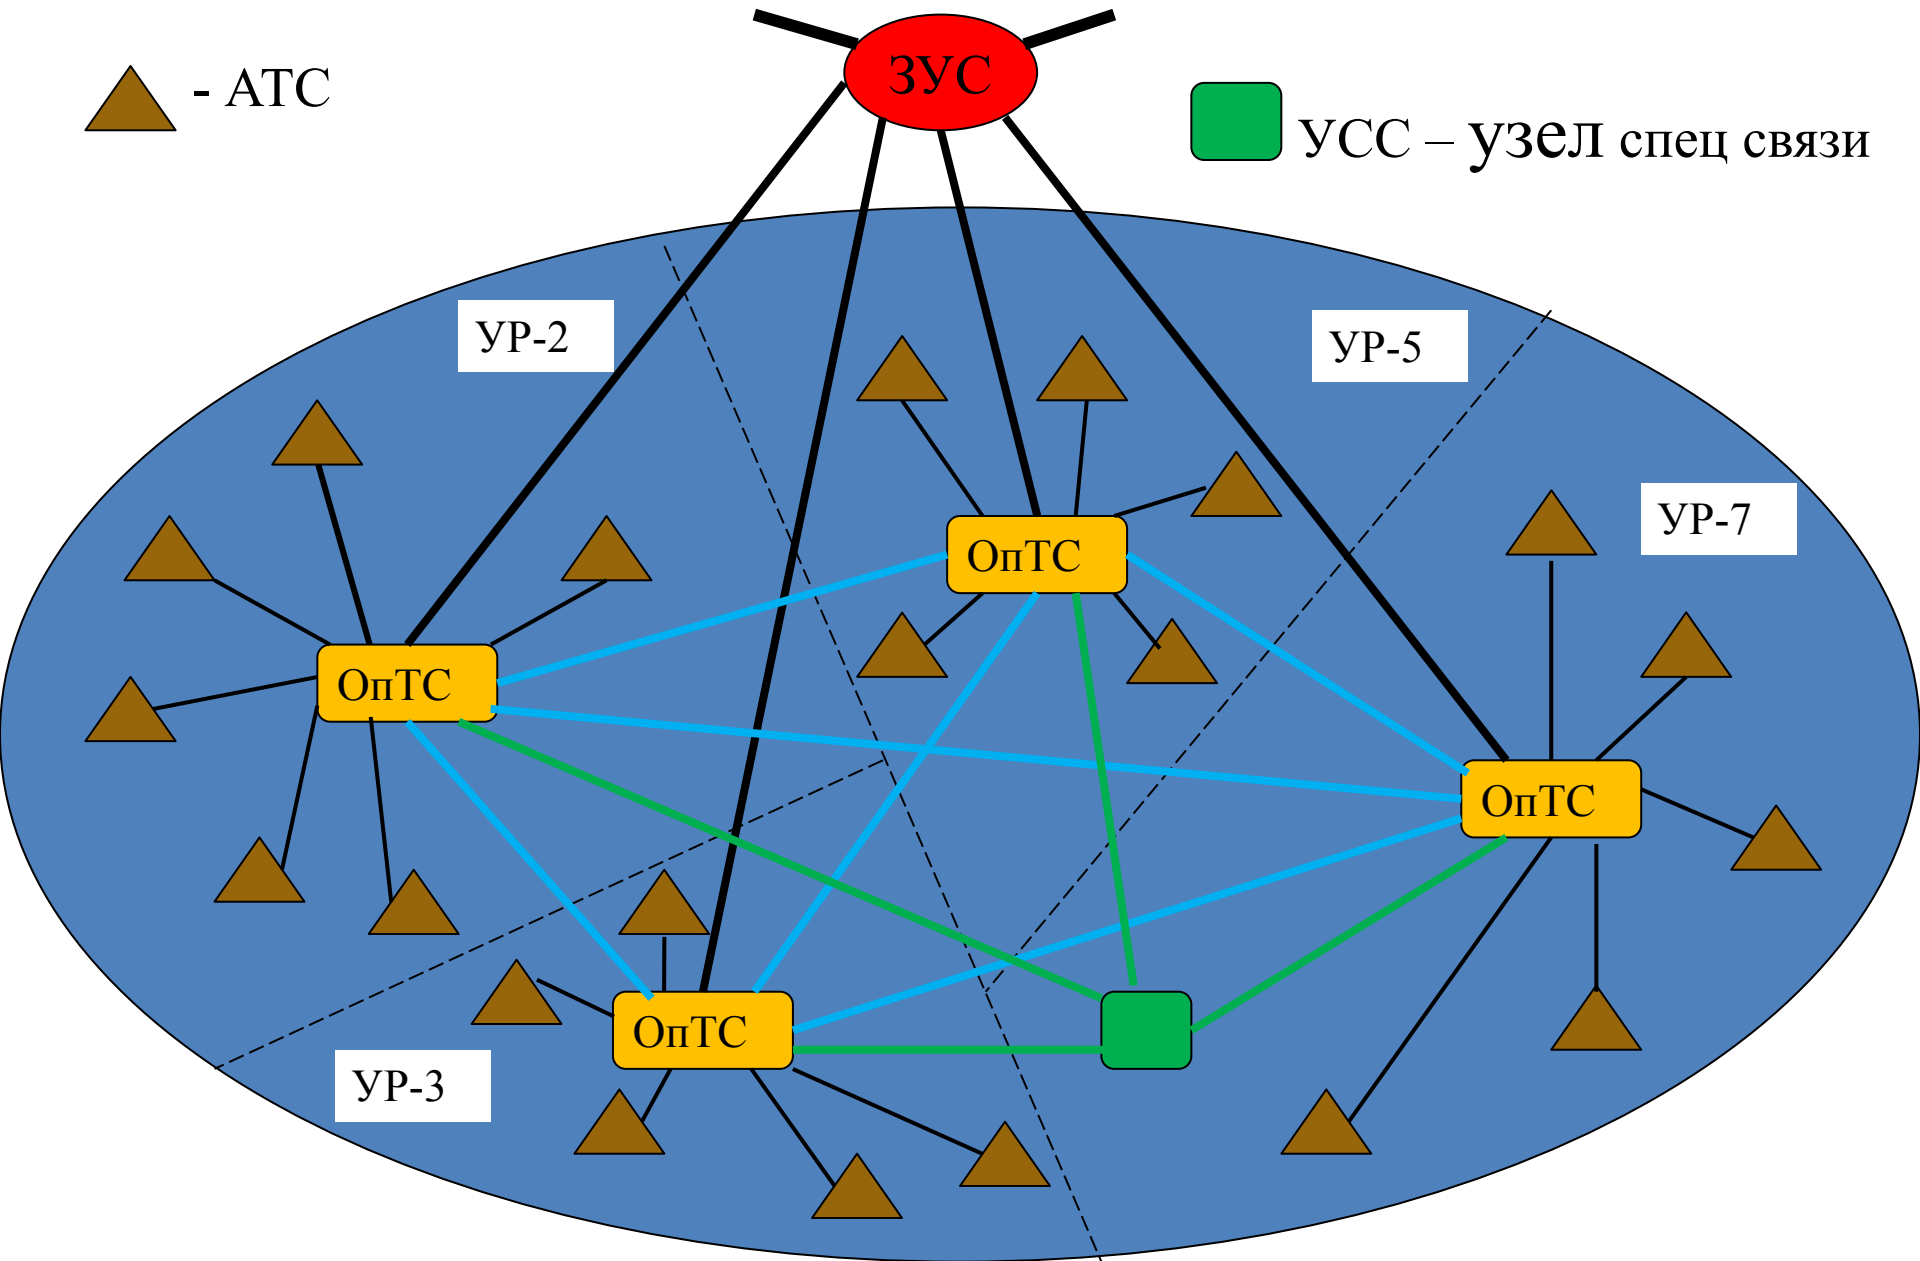 ЗУС
- АТС
УСС – узел спец связи
УР-2
УР-5
УР-7
ОпТС
ОпТС
ОпТС
ОпТС
УР-3